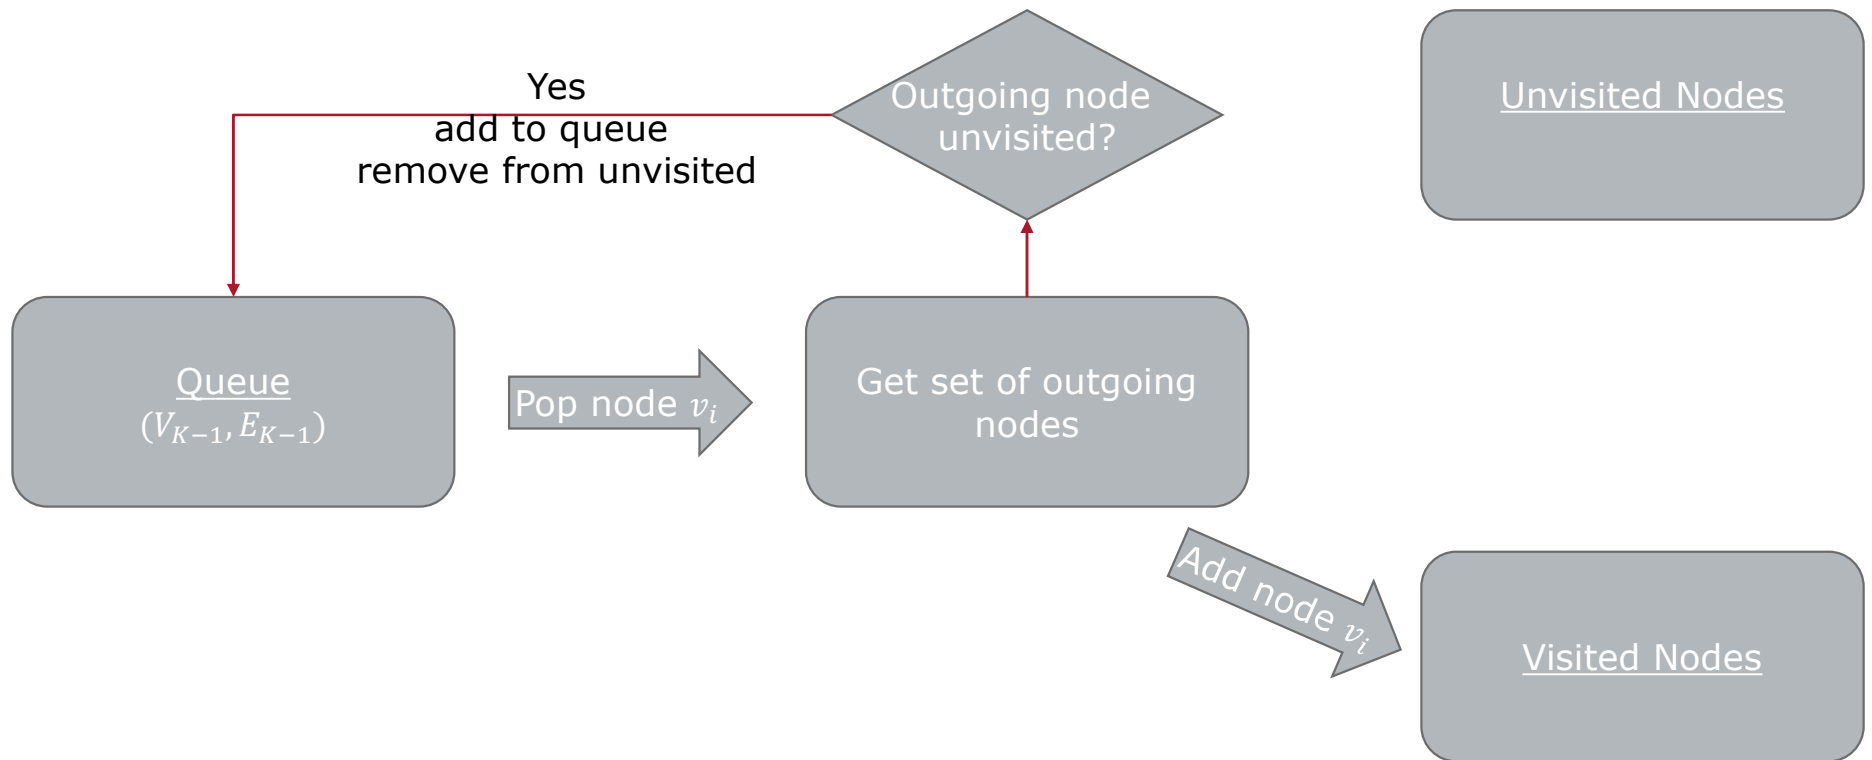 Yes
add to queue
remove from unvisited
Outgoing node
unvisited?
Unvisited Nodes
Queue
(V_{K−1}, E_{K−1})
Pop node v_i
Get set of outgoing
nodes
Add node v_i
Visited Nodes